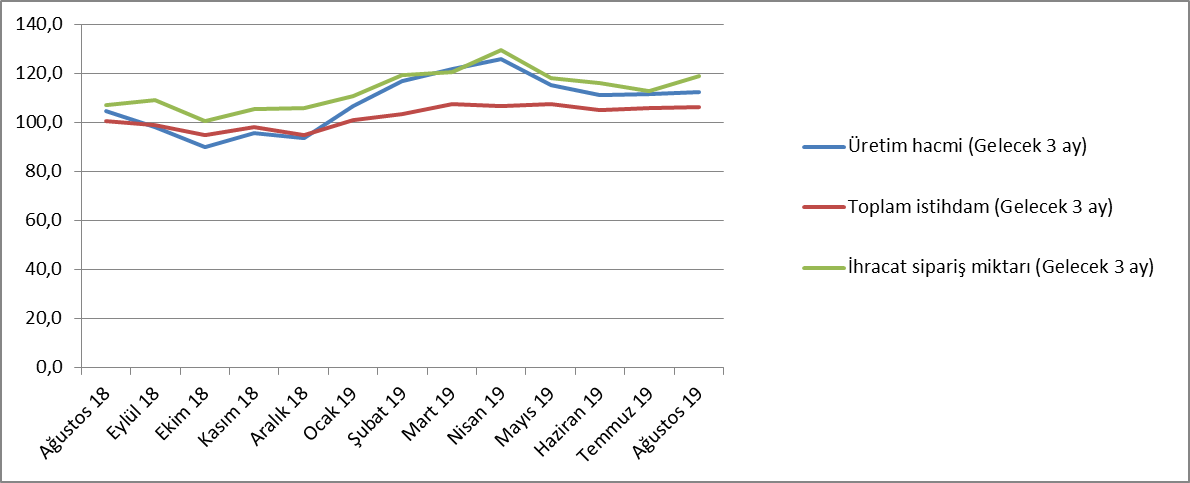 140,0
120,0
100,0
80,0
60,0
40,0
20,0
0,0
Ağustos 18
Eylül 18
Ekim 18
Kasım 18
Aralık 18
Ocak 19
Şubat 19
Mart 19
Nisan 19
Mayıs 19
Haziran 19
Temmuz 19
Ağustos 19
Üretim hacmi (Gelecek 3 ay)
Toplam istihdam (Gelecek 3 ay)
İhracat sipariş miktarı (Gelecek 3 ay)